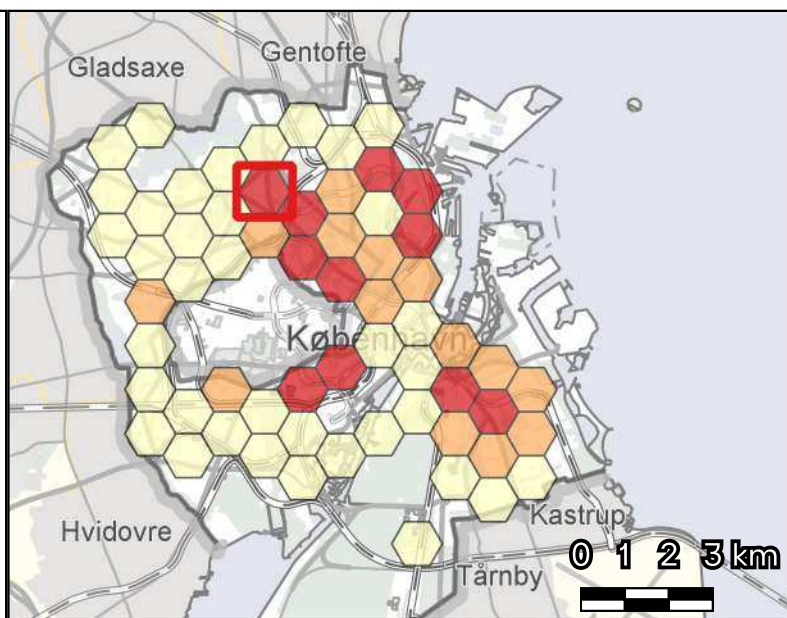 Gentofte
Gladsaxe
København
Hvidovre
Kastrup
0 1 2 3 km
Tårnby